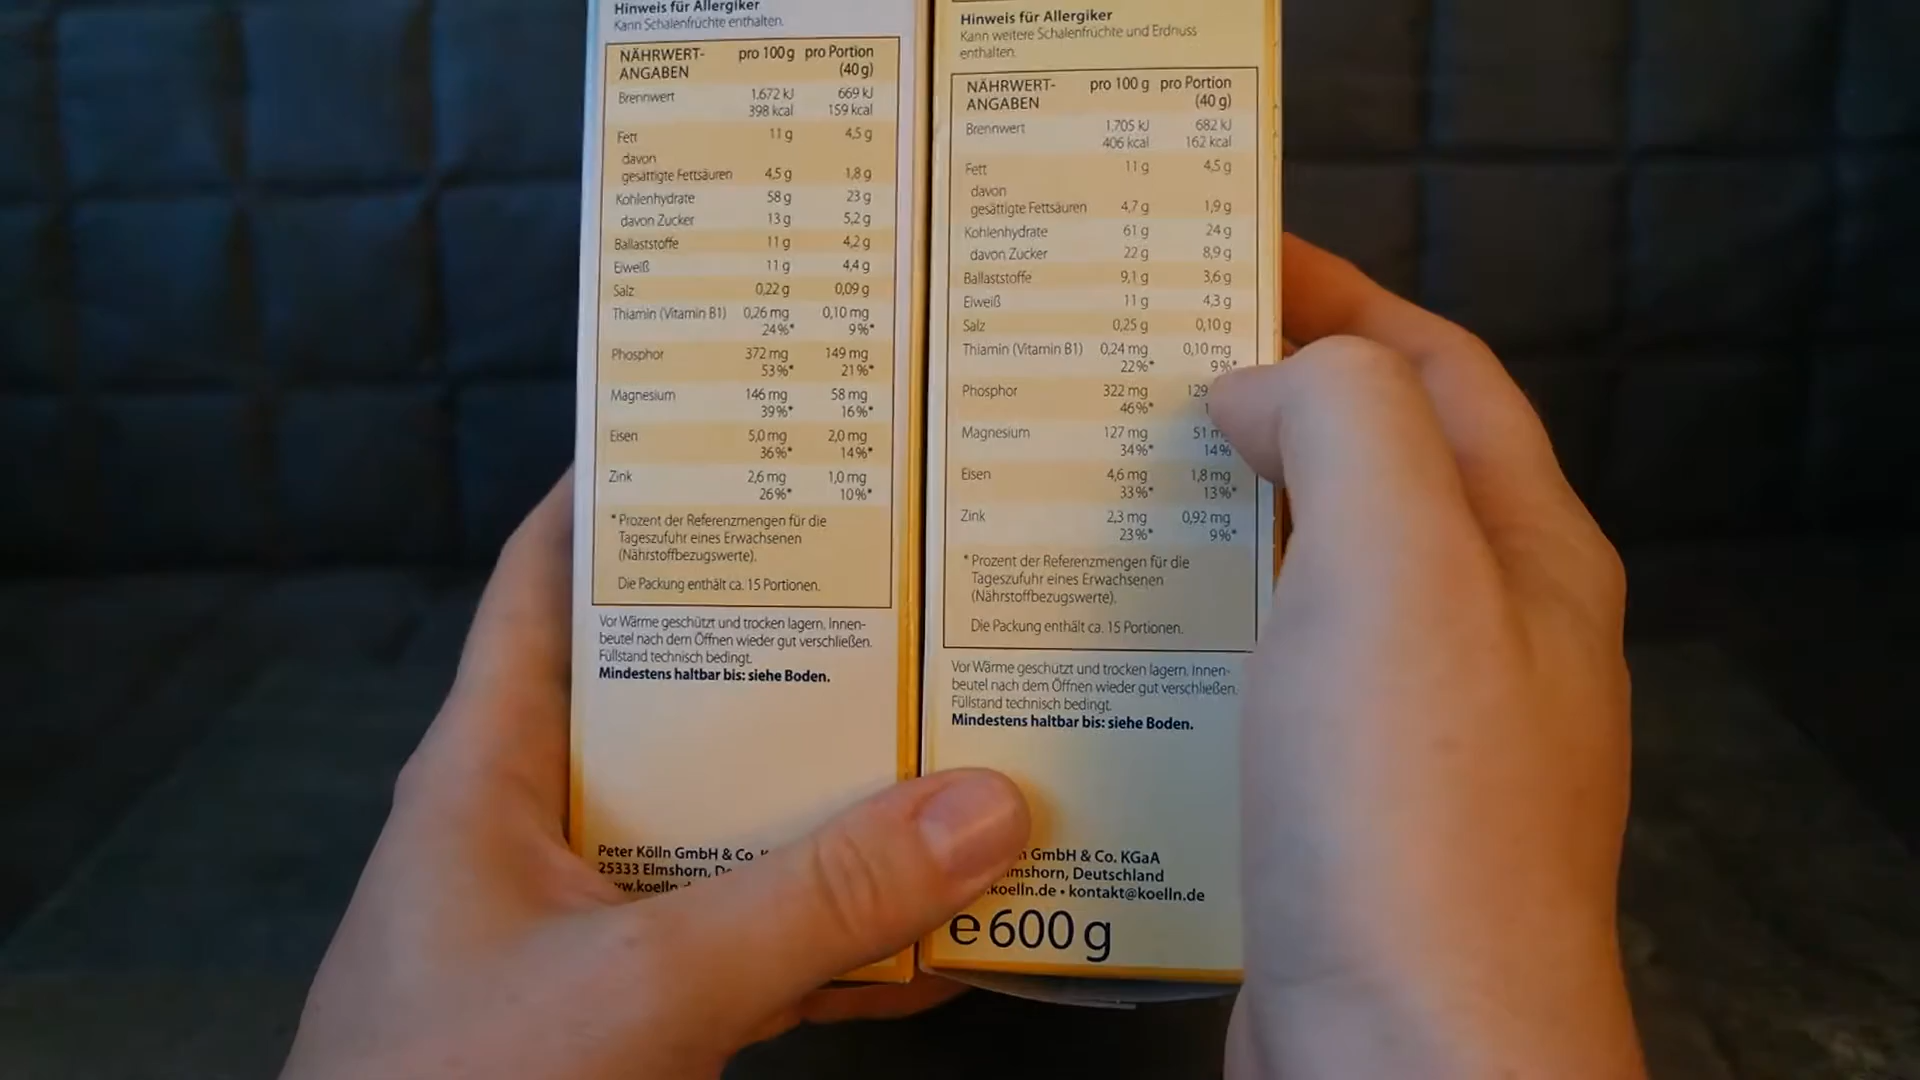 Hinweis für Allergiker
Kann Schalenfrüchte enthalten.
NÄHRWERT- pro 100 g pro Portion
ANGABEN (40 g)
Brennwert 1.672 kJ 669 kJ
398 kcal 159 kcal
Fett 11 g 4,5 g
davon
gesättigte Fettsäuren 4,5 g 1,8 g
Kohlenhydrate 58 g 23 g
davon Zucker 13 g 5,2 g
Ballaststoffe 11 g 4,2 g
Eiweiß 11 g 4,4 g
Salz 0,22 g 0,09 g
Thiamin (Vitamin B1) 0,26 mg 0,10 mg
24%* 9%*
Phosphor 372 mg 149 mg
53%* 21%*
Magnesium 146 mg 58 mg
39%* 16%*
Eisen 5,0 mg 2,0 mg
36%* 14%*
Zink 2,6 mg 1,0 mg
26%* 10%*
* Prozent der Referenzmengen für die
Tageszufuhr eines Erwachsenen
(Nährstoffbezugswerte).
Die Packung enthält ca. 15 Portionen.
Vor Wärme geschützt und trocken lagern. Innen-
beutel nach dem Öffnen wieder gut verschließen.
Füllstand technisch bedingt.
Mindestens haltbar bis: siehe Boden.
Peter Kölln GmbH & Co
25333 Elmshorn,
Hinweis für Allergiker
Kann weitere Schalenfrüchte und Erdnuss
enthalten.
NÄHRWERT- pro 100 g pro Portion
ANGABEN (40 g)
Brennwert 1.705 kJ 682 kJ
406 kcal 162 kcal
Fett 11 g 4,5 g
davon
gesättigte Fettsäuren 4,7 g 1,9 g
Kohlenhydrate 61 g 24 g
davon Zucker 22 g 8,9 g
Ballaststoffe 9,1 g 3,6 g
Eiweiß 11 g 4,3 g
Salz 0,25 g 0,10 g
Thiamin (Vitamin B1) 0,24 mg 0,10 mg
22%* 9%*
Phosphor 322 mg 129
46%*
Magnesium 127 mg 51 m
34%* 14%
Eisen 4,6 mg 1,8 mg
33%* 13%*
Zink 2,3 mg 0,92 mg
23%* 9%*
* Prozent der Referenzmengen für die
Tageszufuhr eines Erwachsenen
(Nährstoffbezugswerte).
Die Packung enthält ca. 15 Portionen.
Vor Wärme geschützt und trocken lagern. Innen-
beutel nach dem Öffnen wieder gut verschließen.
Füllstand technisch bedingt.
Mindestens haltbar bis: siehe Boden.
GmbH & Co. KGaA
mshorn, Deutschland
.koelln.de • kontakt@koelln.de
e 600 g